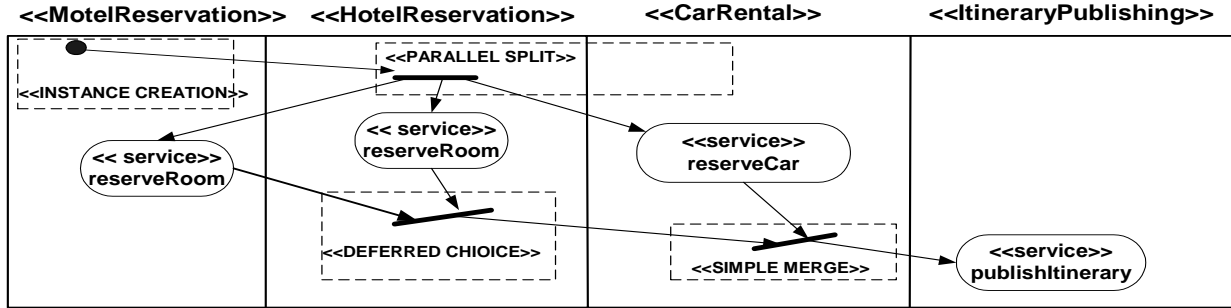 <<MotelReservation>>
<<HotelReservation>>
<<CarRental>>
<<ItineraryPublishing>>
<<PARALLEL SPLIT>>
<<INSTANCE CREATION>>
<< service>>
reserveRoom
<< service>>
reserveRoom
<<service>>
reserveCar
<<DEFERRED CHIOICE>>
<<SIMPLE MERGE>>
<<service>>
publishItinerary